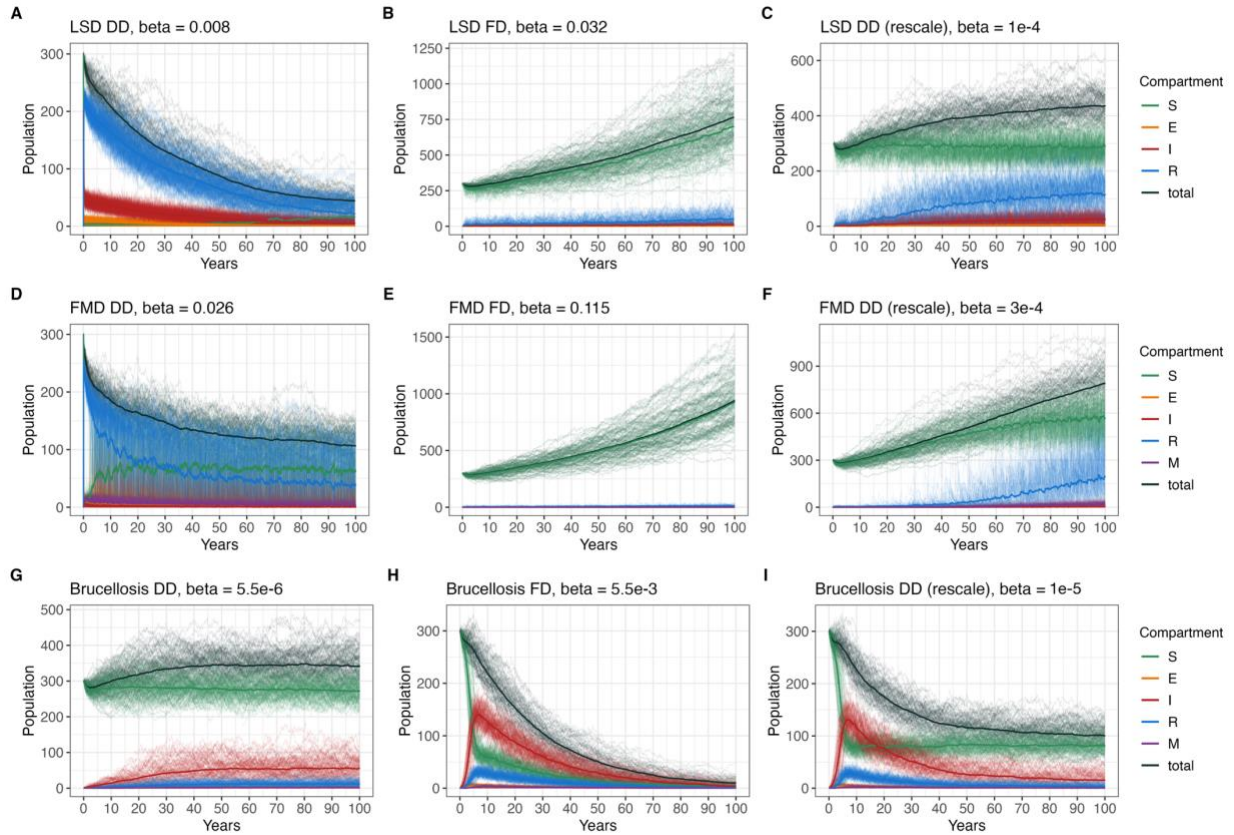 A
LSD DD, beta = 0.008
B
LSD FD, beta = 0.032
C
LSD DD (rescale), beta = 1e-4
Population
300
200
100
0
0 10 20 30 40 50 60 70 80 90 100
Years
Population
1250
1000
750
500
250
0
0 10 20 30 40 50 60 70 80 90 100
Years
Population
600
400
200
0
0 10 20 30 40 50 60 70 80 90 100
Years
Compartment
S
E
I
R
total
D
FMD DD, beta = 0.026
E
FMD FD, beta = 0.115
F
FMD DD (rescale), beta = 3e-4
Population
300
200
100
0
0 10 20 30 40 50 60 70 80 90 100
Years
Population
1500
1000
500
0
0 10 20 30 40 50 60 70 80 90 100
Years
Population
900
600
300
0
0 10 20 30 40 50 60 70 80 90 100
Years
Compartment
S
E
I
R
M
total
G
Brucellosis DD, beta = 5.5e-6
H
Brucellosis FD, beta = 5.5e-3
I
Brucellosis DD (rescale), beta = 1e-5
Population
500
400
300
200
100
0
0 10 20 30 40 50 60 70 80 90 100
Years
Population
300
200
100
0
0 10 20 30 40 50 60 70 80 90 100
Years
Population
300
200
100
0
0 10 20 30 40 50 60 70 80 90 100
Years
Compartment
S
E
I
R
M
total